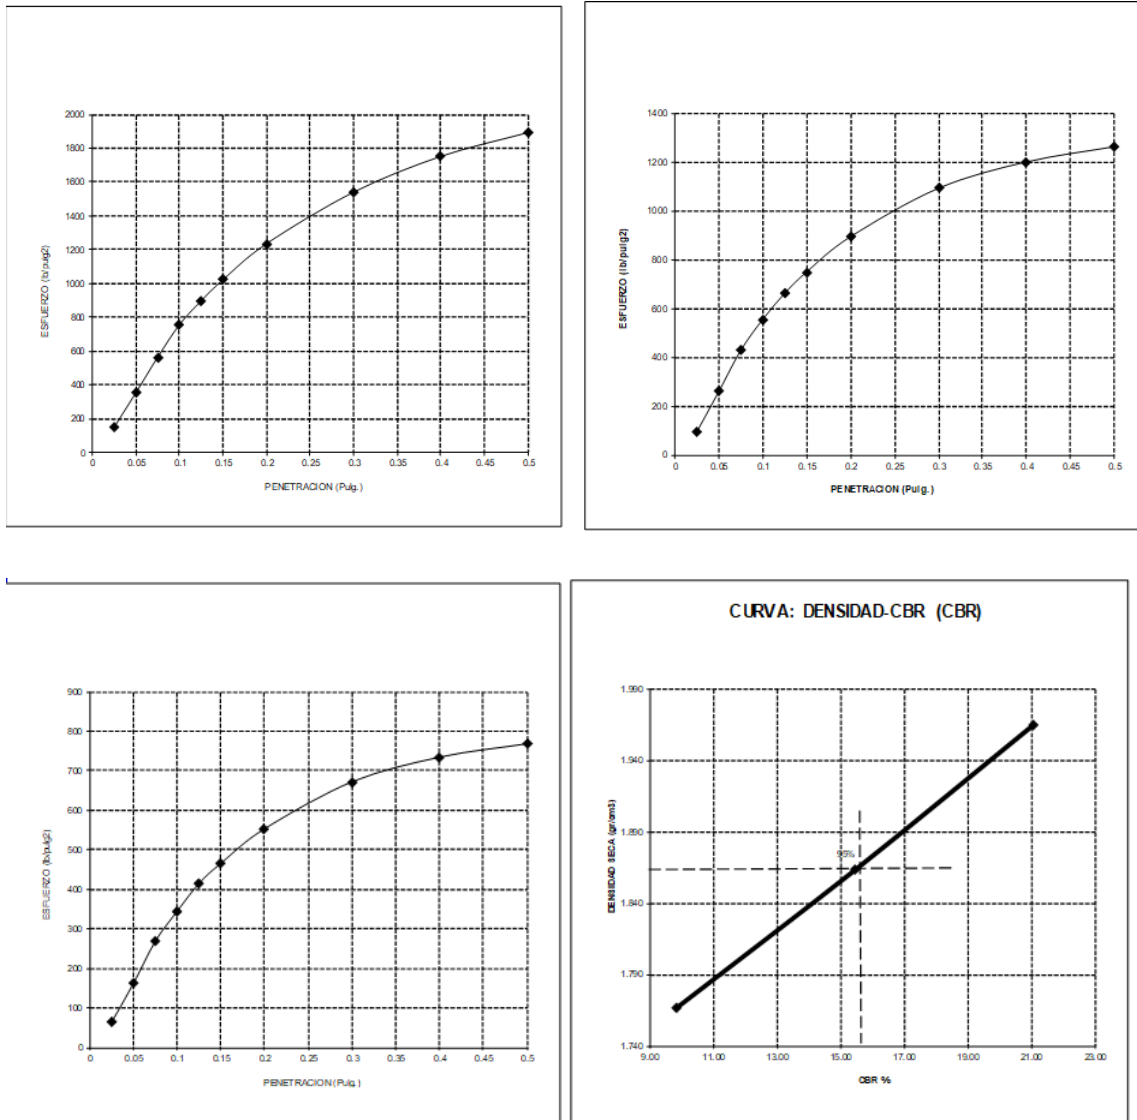 2000
1800
1600
1400
1200
1000
800
600
400
200
0
ESFUERZO (lb/pulg2)
0 0.05 0.1 0.15 0.2 0.25 0.3 0.35 0.4 0.45 0.5
PENETRACION (Pulg.)
1400
1200
1000
800
600
400
200
0
ESFUERZO (lb/pulg2)
0 0.05 0.1 0.15 0.2 0.25 0.3 0.35 0.4 0.45 0.5
PENETRACION (Pulg.)
900
800
700
600
500
400
300
200
100
0
ESFUERZO (lb/pulg2)
0 0.05 0.1 0.15 0.2 0.25 0.3 0.35 0.4 0.45 0.5
PENETRACION (Pulg.)
CURVA: DENSIDAD-CBR (CBR)
1.990
1.940
1.890
1.840
1.790
1.740
DENSIDAD SECA (gr/cm3)
95%
9.00 11.00 13.00 15.00 17.00 19.00 21.00 23.00
CBR %